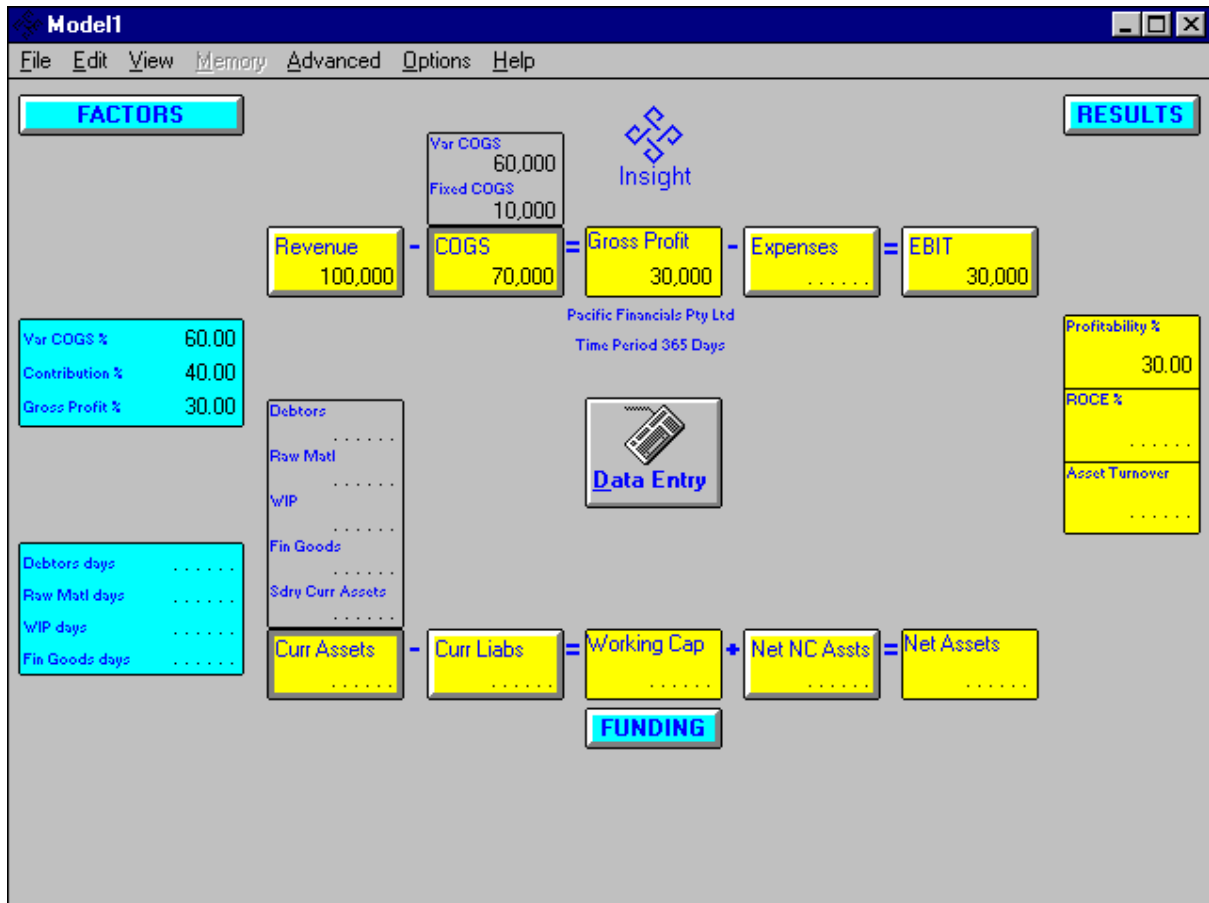 Model1
File Edit View Memory Advanced Options Help
FACTORS
RESULTS
Var COGS
60,000
Fixed COGS
10,000
Insight
Revenue
100,000
-
COGS
70,000
=
Gross Profit
30,000
-
Expenses
. . . . . .
=
EBIT
30,000
Pacific Financials Pty Ltd
Time Period 365 Days
Var COGS % 60.00
Contribution % 40.00
Gross Profit % 30.00
Profitability %
30.00
ROCE %
. . . . . .
Asset Turnover
. . . . . .
Debtors
. . . . . .
Raw Matl
. . . . . .
WIP
. . . . . .
Fin Goods
. . . . . .
Sdry Curr Assets
. . . . . .
Data Entry
Debtors days . . . . . .
Raw Matl days . . . . . .
WIP days . . . . . .
Fin Goods days . . . . . .
Curr Assets
. . . . . .
-
Curr Liabs
. . . . . .
=
Working Cap
. . . . . .
+
Net NC Assts
. . . . . .
=
Net Assets
. . . . . .
FUNDING